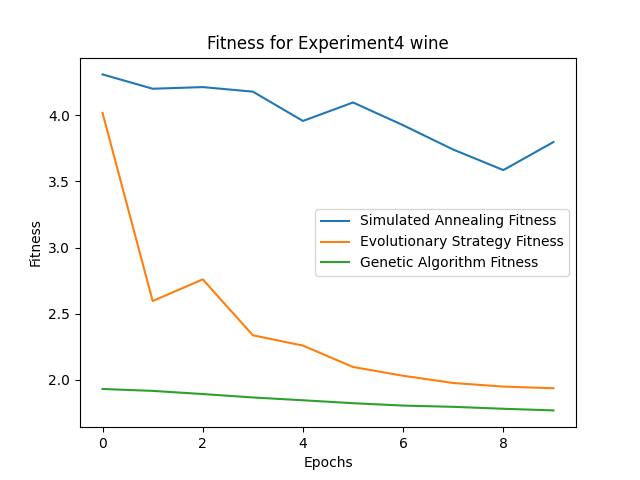 Fitness for Experiment4 wine
Fitness
4.0
3.5
3.0
2.5
2.0
Simulated Annealing Fitness
Evolutionary Strategy Fitness
Genetic Algorithm Fitness
0 2 4 6 8
Epochs